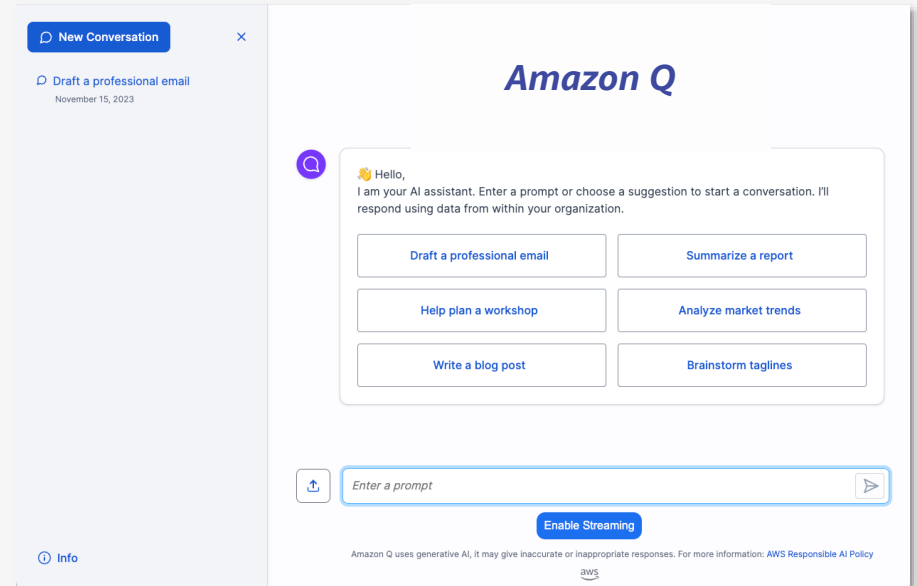 New Conversation
Draft a professional email
November 15, 2023
Info
Amazon Q
👋 Hello,
I am your AI assistant. Enter a prompt or choose a suggestion to start a conversation. I'll
respond using data from within your organization.
Draft a professional email
Summarize a report
Help plan a workshop
Analyze market trends
Write a blog post
Brainstorm taglines
Enter a prompt
Enable Streaming
Amazon Q uses generative AI, it may give inaccurate or inappropriate responses. For more information: AWS Responsible AI Policy
aws